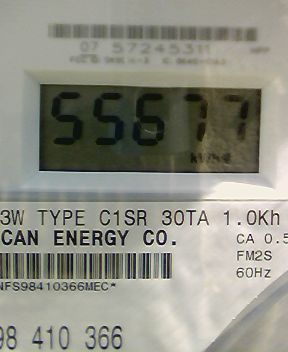 07 57245311
55677
kWh
3W TYPE C1SR 30TA 1.0Kh
CAN ENERGY CO.
CA 0.5
FM2S
60Hz
NFS98410366MEC*
98 410 366